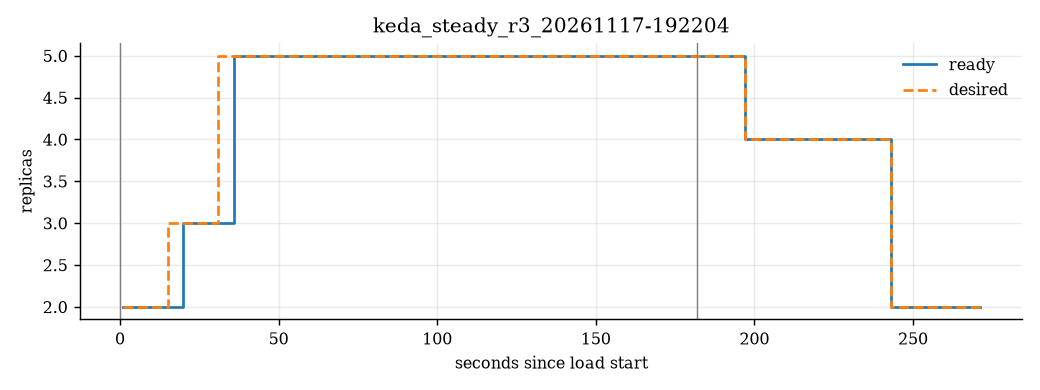 keda_steady_r3_20261117-192204
replicas
5.0
4.5
4.0
3.5
3.0
2.5
2.0
ready
desired
0 50 100 150 200 250
seconds since load start